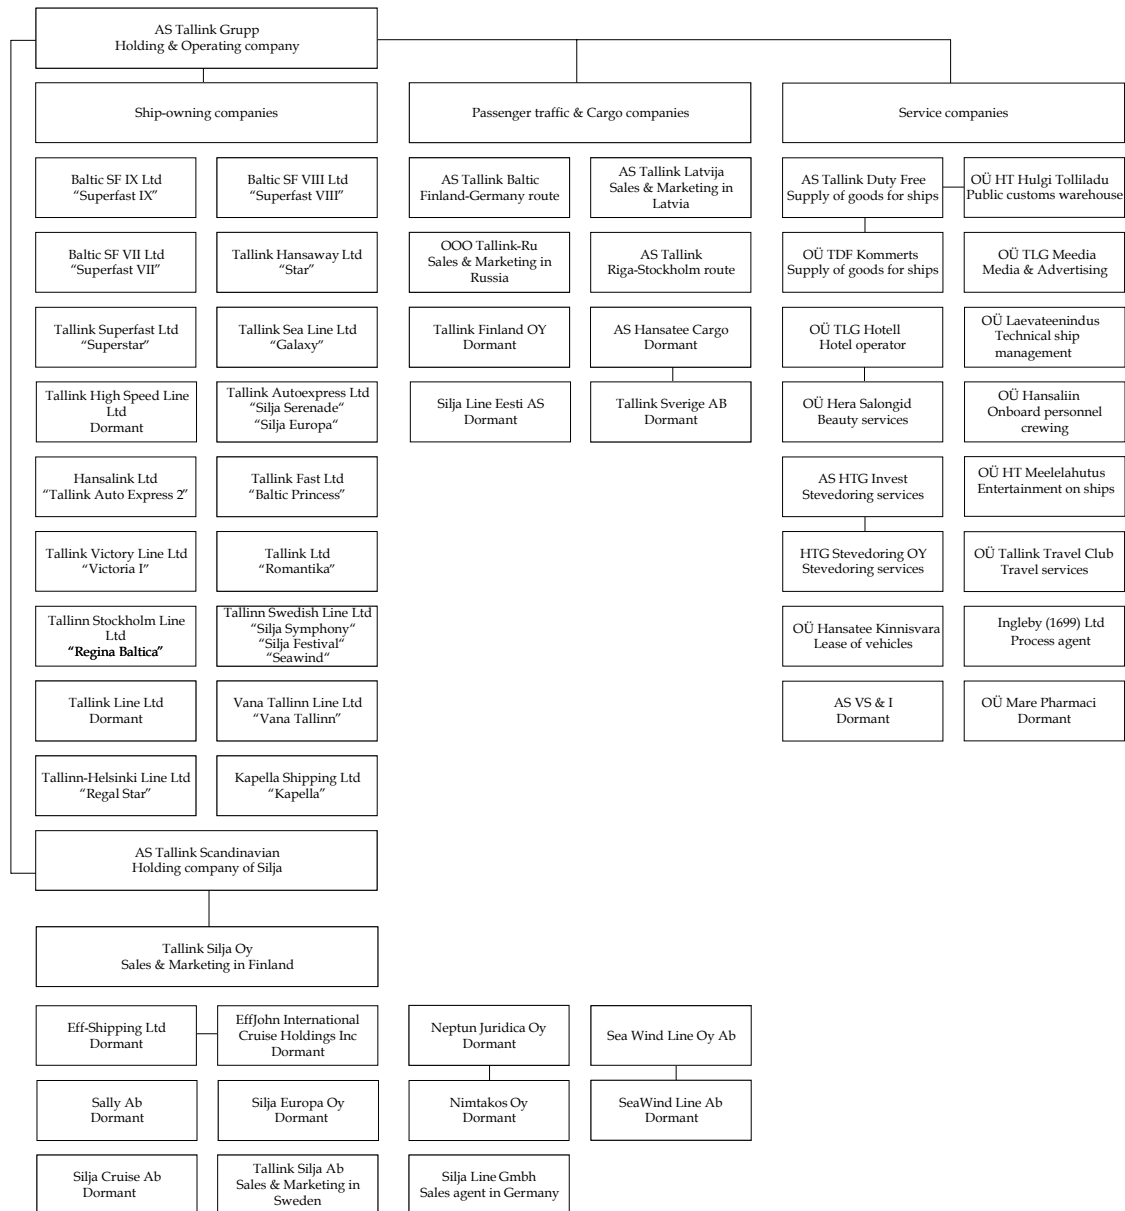 AS Tallink Grupp
Holding & Operating company
Ship-owning companies
Passenger traffic & Cargo companies
Service companies
Baltic SF IX Ltd
“Superfast IX”
Baltic SF VIII Ltd
“Superfast VIII”
AS Tallink Baltic
Finland-Germany route
AS Tallink Latvija
Sales & Marketing in
Latvia
AS Tallink Duty Free
Supply of goods for ships
OÜ HT Hulgi Tolliladu
Public customs warehouse
Baltic SF VII Ltd
“Superfast VII”
Tallink Hansaway Ltd
“Star”
OOO Tallink-Ru
Sales & Marketing in
Russia
AS Tallink
Riga-Stockholm route
OÜ TDF Kommerts
Supply of goods for ships
OÜ TLG Meedia
Media & Advertising
Tallink Superfast Ltd
“Superstar”
Tallink Sea Line Ltd
“Galaxy”
Tallink Finland OY
Dormant
AS Hansatee Cargo
Dormant
OÜ TLG Hotell
Hotel operator
OÜ Laevateenindus
Technical ship
management
Tallink High Speed Line
Ltd
Dormant
Tallink Autoexpress Ltd
“Silja Serenade“
“Silja Europa“
Silja Line Eesti AS
Dormant
Tallink Sverige AB
Dormant
OÜ Hera Salongid
Beauty services
OÜ Hansaliin
Onboard personnel
crewing
Hansalink Ltd
“Tallink Auto Express 2”
Tallink Fast Ltd
“Baltic Princess”
AS HTG Invest
Stevedoring services
OÜ HT Meelelahutus
Entertainment on ships
Tallink Victory Line Ltd
“Victoria I”
Tallink Ltd
“Romantika”
HTG Stevedoring OY
Stevedoring services
OÜ Tallink Travel Club
Travel services
Tallinn Stockholm Line
Ltd
“Regina Baltica”
Tallinn Swedish Line Ltd
“Silja Symphony“
“Silja Festival“
“Seawind“
OÜ Hansatee Kinnisvara
Lease of vehicles
Ingleby (1699) Ltd
Process agent
Tallink Line Ltd
Dormant
Vana Tallinn Line Ltd
“Vana Tallinn”
AS VS & I
Dormant
OÜ Mare Pharmaci
Dormant
Tallinn-Helsinki Line Ltd
“Regal Star”
Kapella Shipping Ltd
“Kapella”
AS Tallink Scandinavian
Holding company of Silja
Tallink Silja Oy
Sales & Marketing in Finland
Eff-Shipping Ltd
Dormant
EffJohn International
Cruise Holdings Inc
Dormant
Neptun Juridica Oy
Dormant
Sea Wind Line Oy Ab
Sally Ab
Dormant
Silja Europa Oy
Dormant
Nimtakos Oy
Dormant
SeaWind Line Ab
Dormant
Silja Cruise Ab
Dormant
Tallink Silja Ab
Sales & Marketing in
Sweden
Silja Line Gmbh
Sales agent in Germany